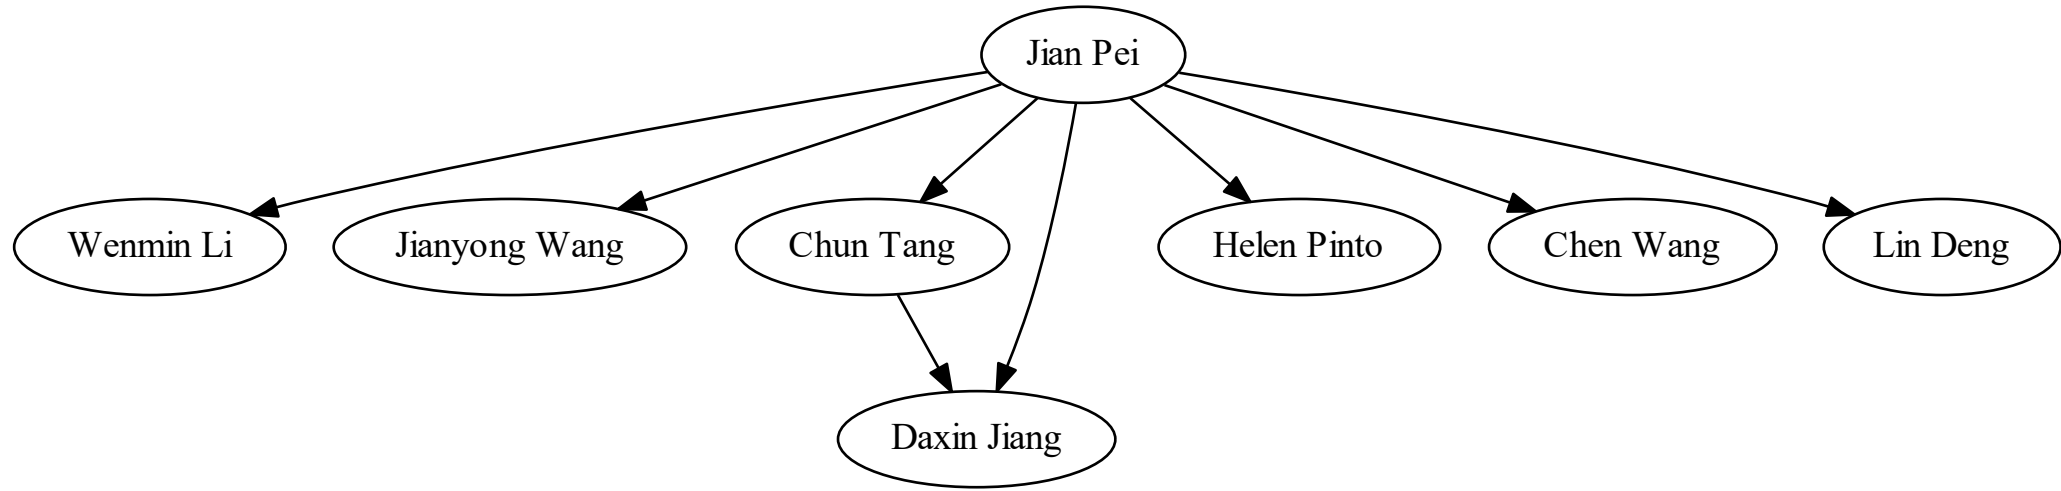 Jian Pei
Wenmin Li
Jianyong Wang
Chun Tang
Helen Pinto
Chen Wang
Lin Deng
Daxin Jiang